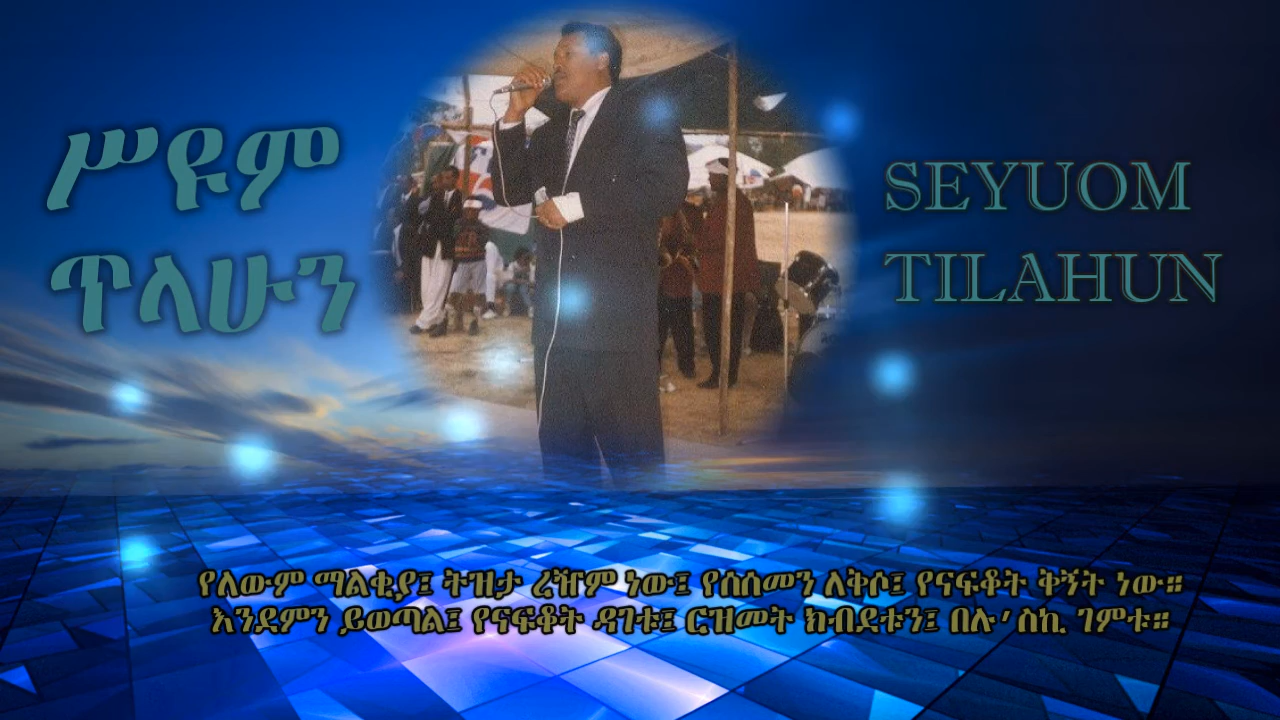 ሥዩም
ጥላሁን
SEYUOM
TILAHUN
የለውም ማልቂያ፤ ትዝታ ረዥም ነው፤ የሰሰመን ለቅሶ፤ የናፍቆት ቅኝት ነው።
እንደምን ይወጣል፤ የናፍቆት ዳገቱ፤ ርዝመት ክብደቱን፤ በሉ ’ ስኪ ገምቱ።